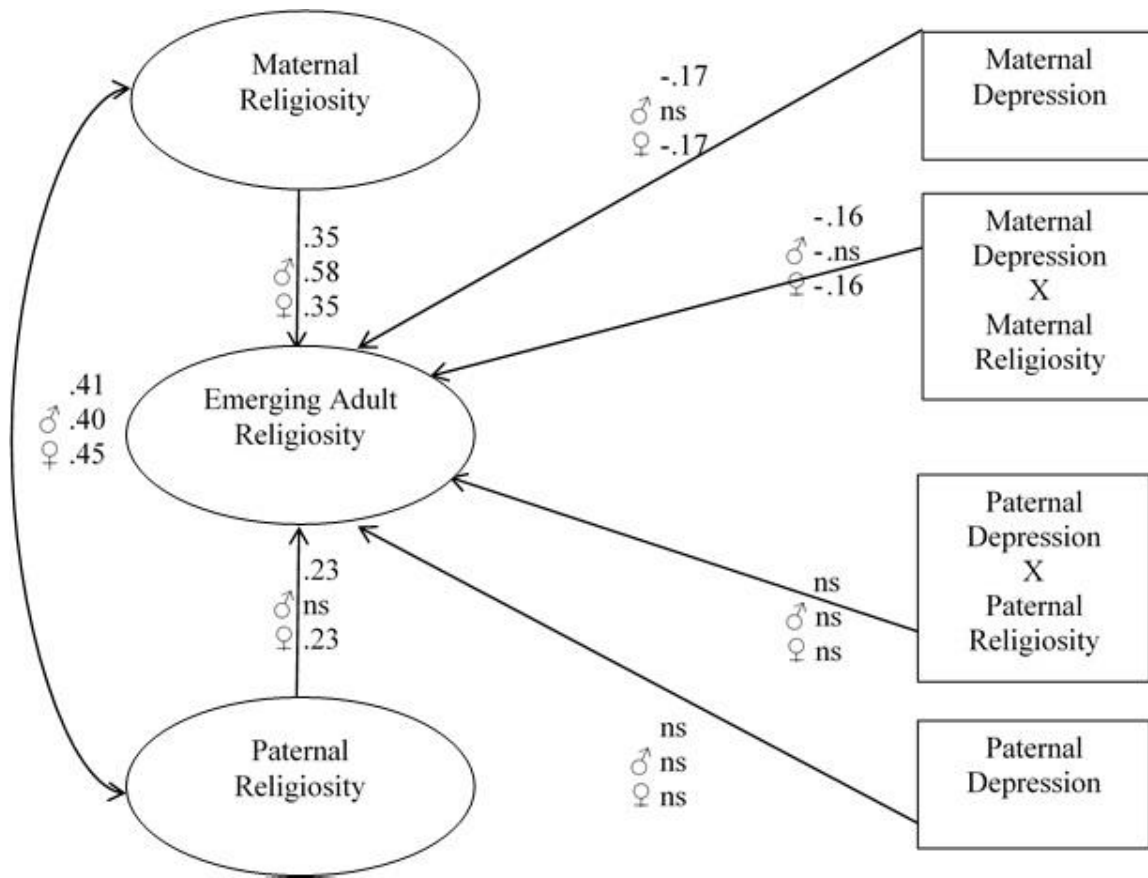 Maternal
Religiosity
Maternal
Depression
-.17
♂ ns
♀ -.17
Maternal
Depression
X
Maternal
Religiosity
-.16
♂ -.ns
♀ -.16
.35
♂ .58
♀ .35
Emerging Adult
Religiosity
.41
♂ .40
♀ .45
Paternal
Depression
X
Paternal
Religiosity
ns
♂ ns
♀ ns
.23
♂ ns
♀ .23
Paternal
Religiosity
ns
♂ ns
♀ ns
Paternal
Depression